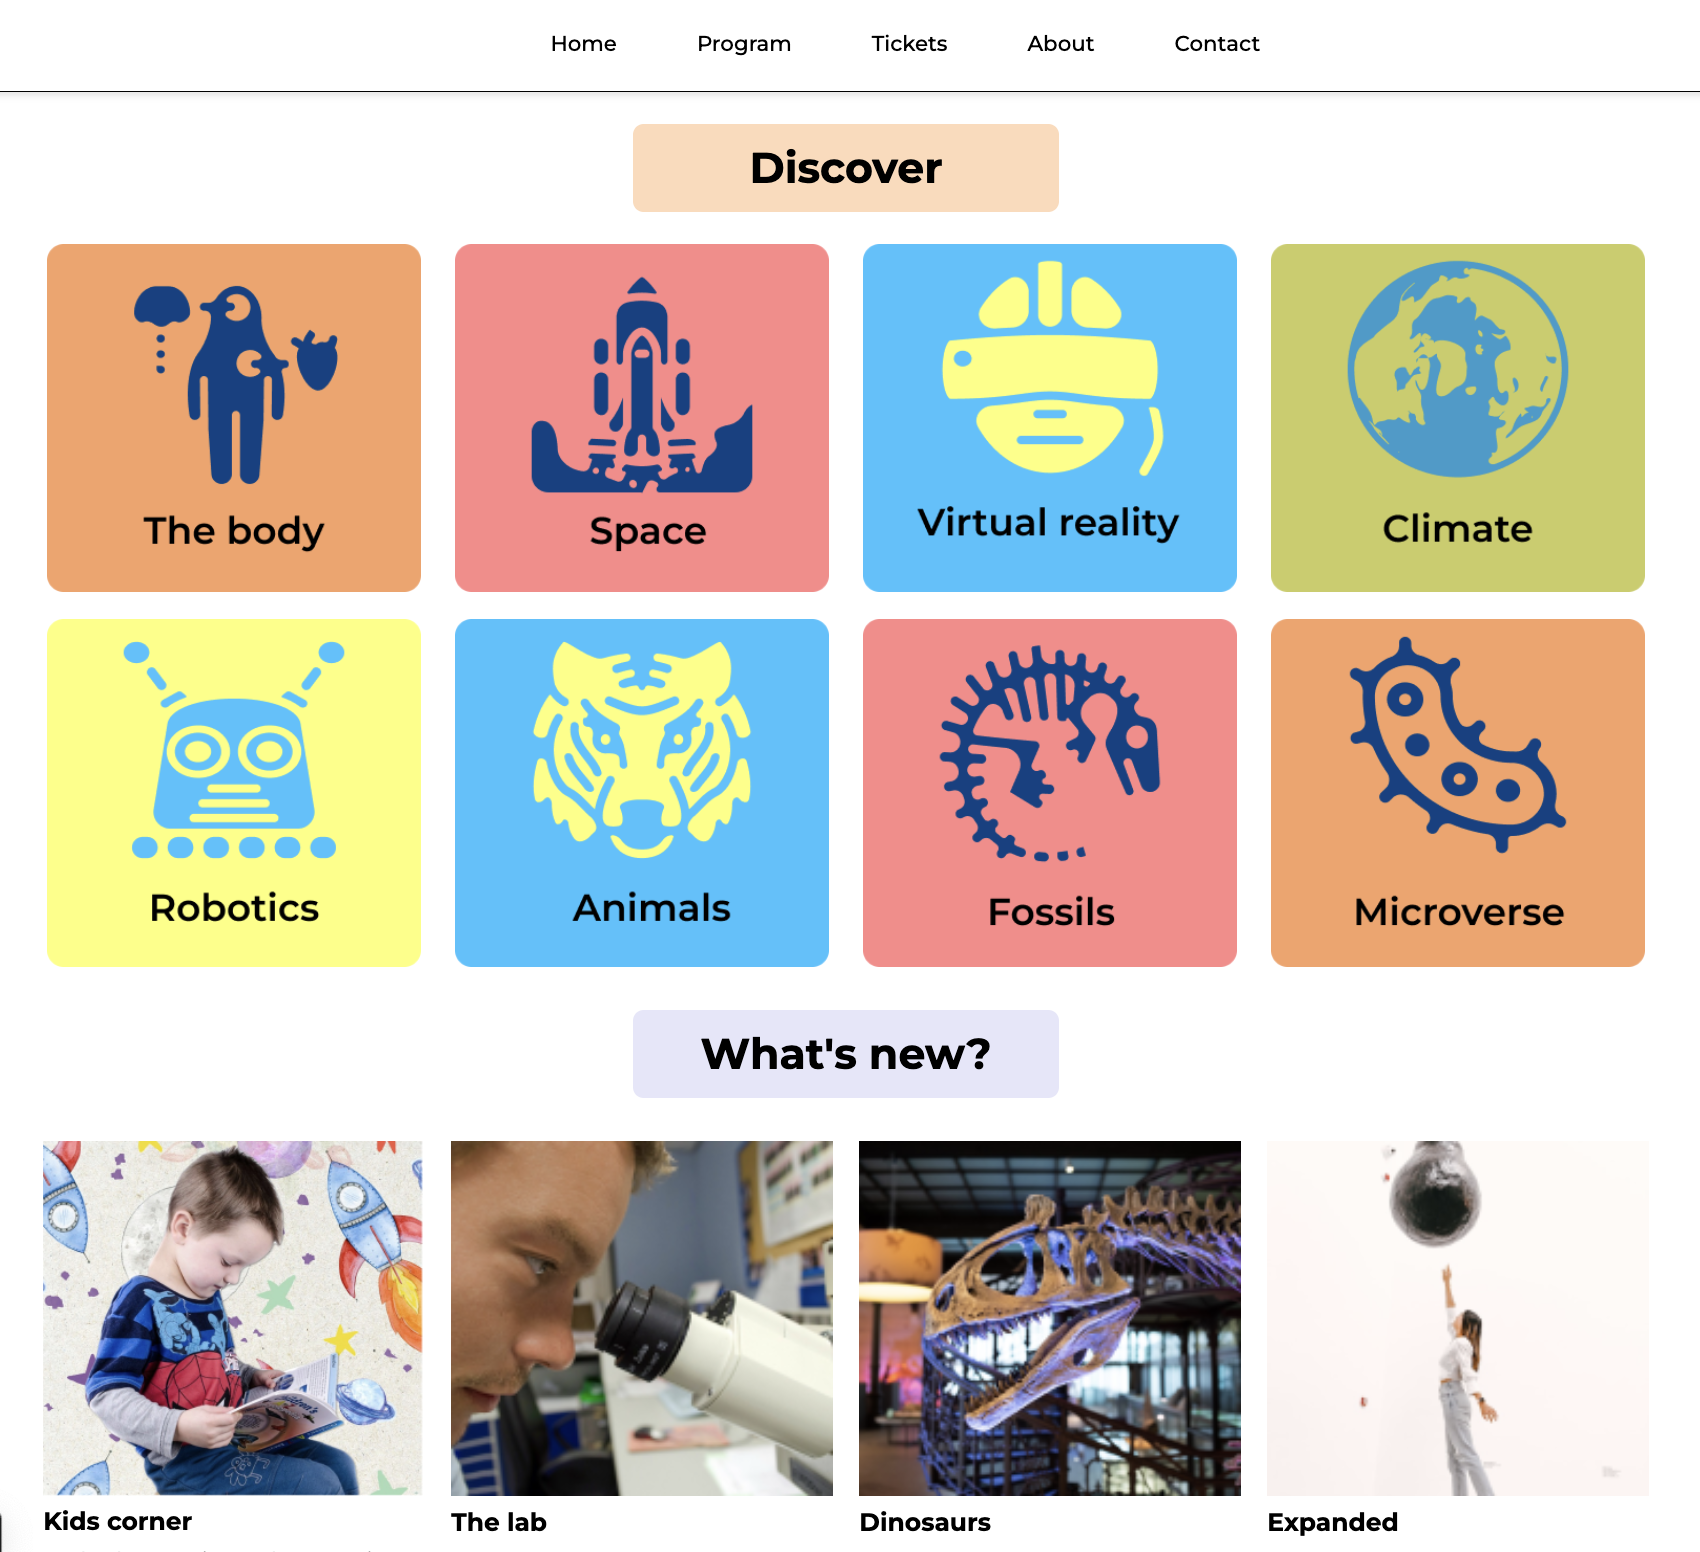 Home Program Tickets About Contact
Discover
The body
Space
Virtual reality
Climate
Robotics
Animals
Fossils
Microverse
What's new?
Kids corner
The lab
Dinosaurs
Expanded